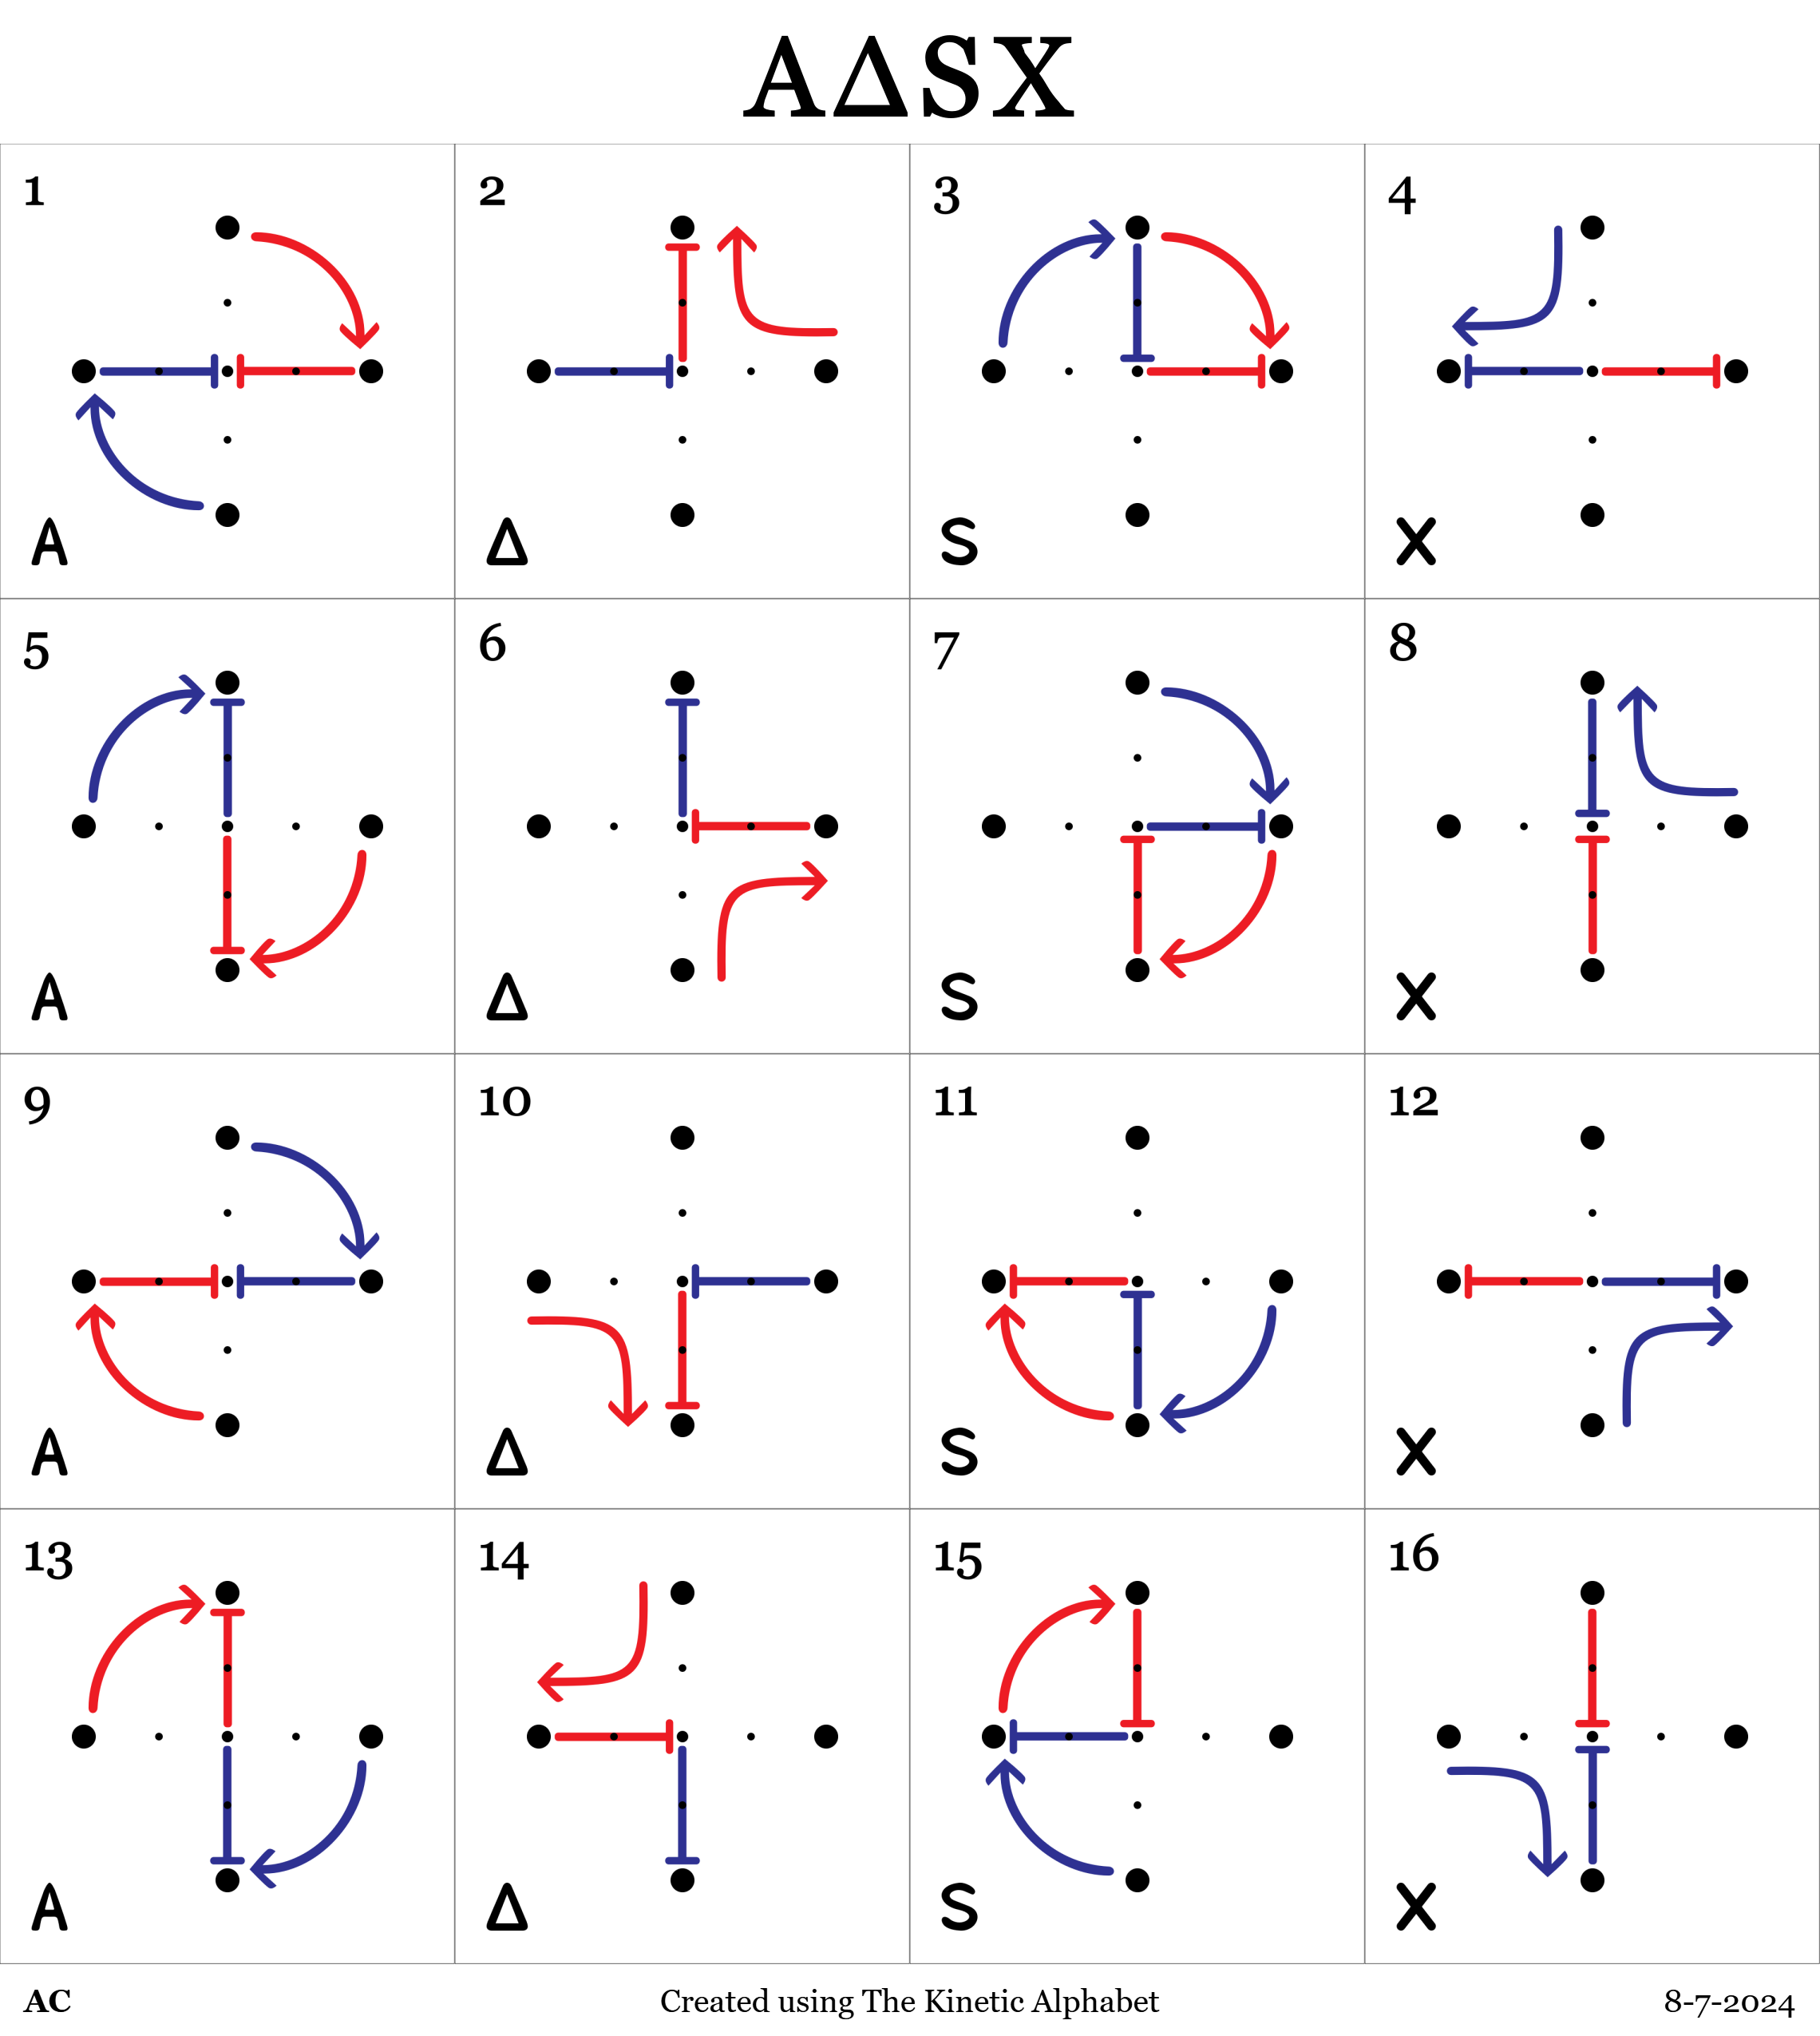 AΔSX
1 2 3 4
A Δ S X
5 6 7 8
A Δ S X
9 10 11 12
A Δ S X
13 14 15 16
A Δ S X
AC Created using The Kinetic Alphabet 8-7-2024